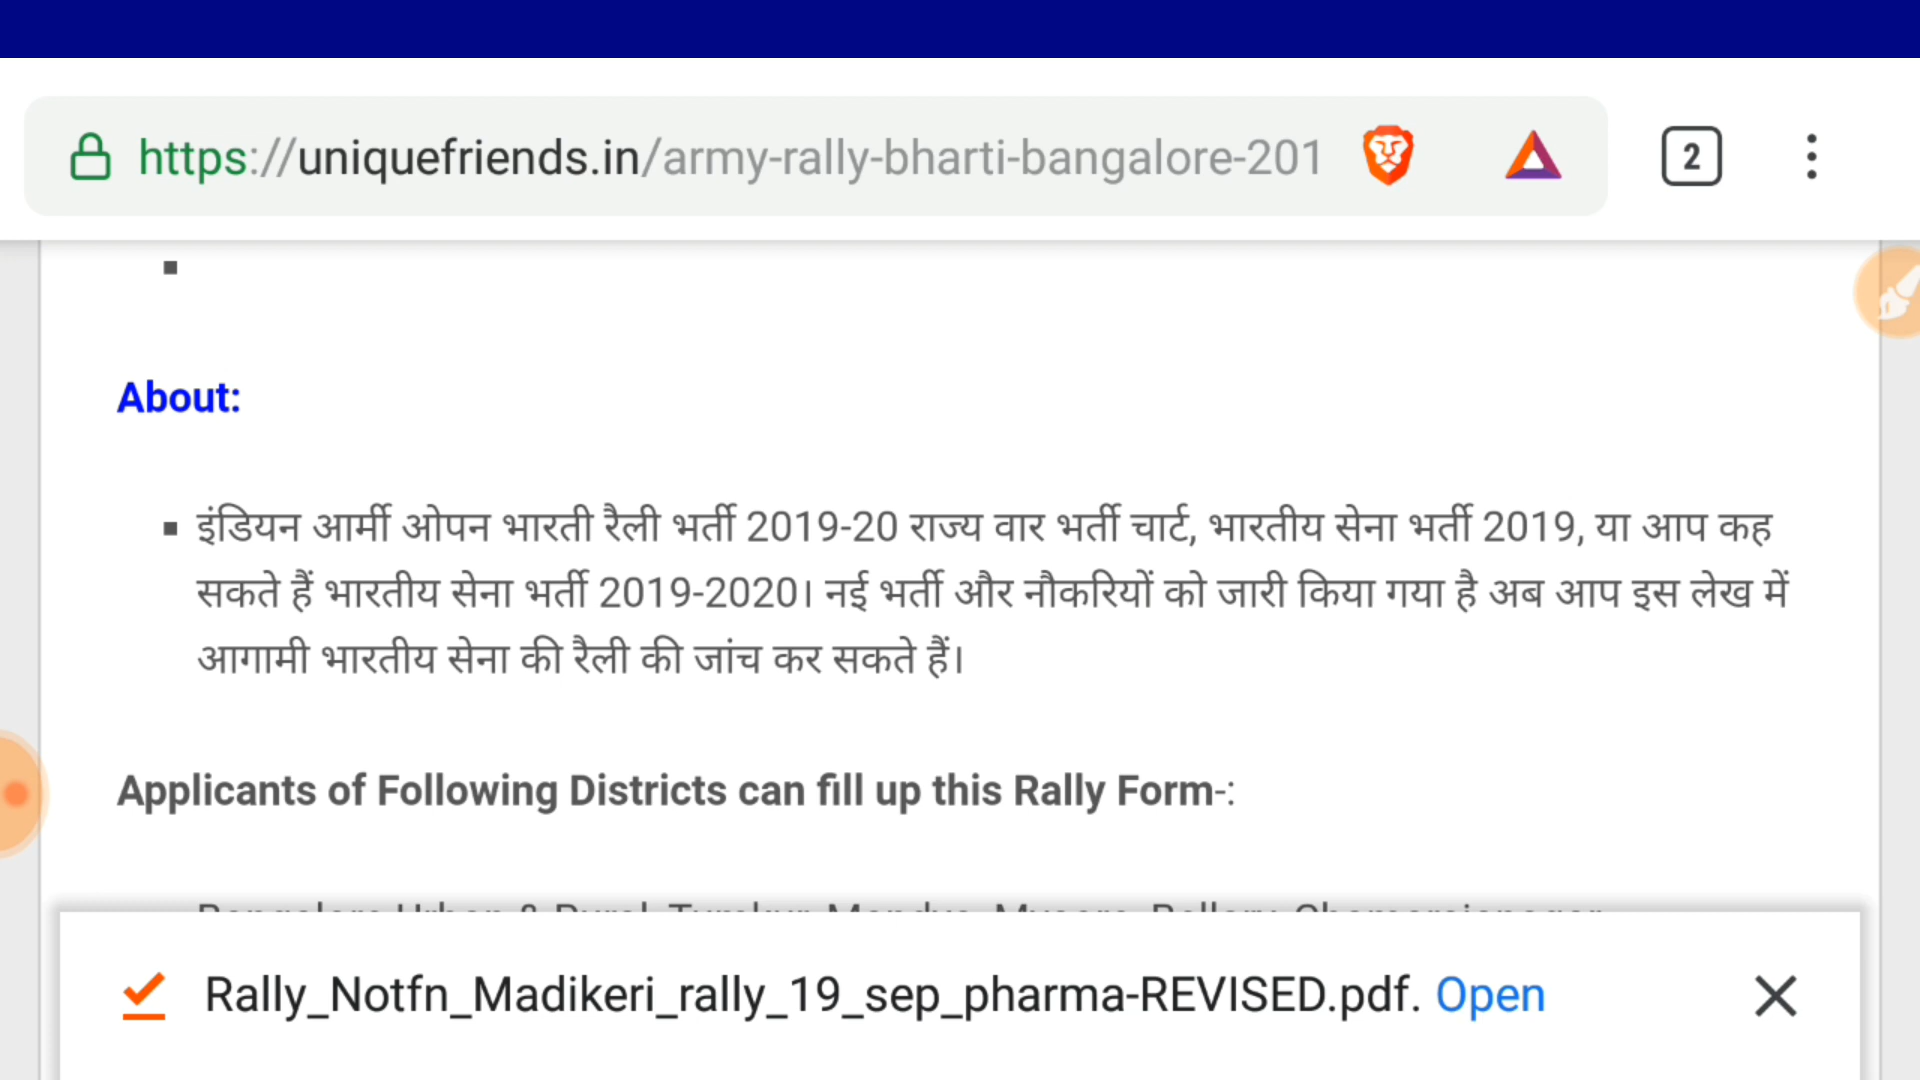 https://uniquefriends.in/army-rally-bharti-bangalore-201
2
About:
▪ इंडियन आर्मी ओपन भारती रैली भर्ती 2019-20 राज्य वार भर्ती चार्ट, भारतीय सेना भर्ती 2019, या आप कह
सकते हैं भारतीय सेना भर्ती 2019-2020। नई भर्ती और नौकरियों को जारी किया गया है अब आप इस लेख में
आगामी भारतीय सेना की रैली की जांच कर सकते हैं।
Applicants of Following Districts can fill up this Rally Form-:
Rally_Notfn_Madikeri_rally_19_sep_pharma-REVISED.pdf. Open